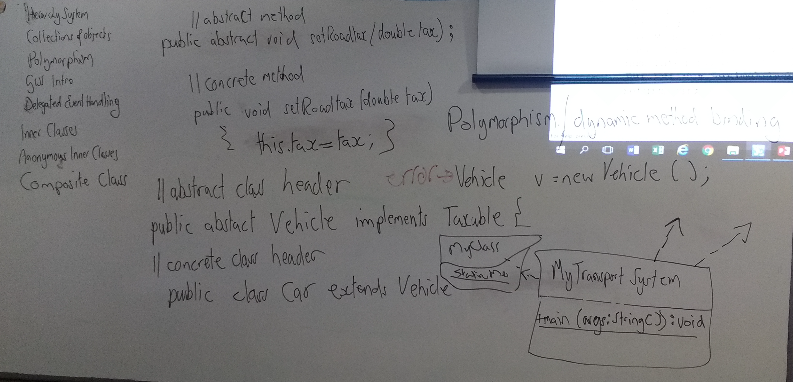 Hierarchy System
Collections of objects
Polymorphism
GUI Intro
Delegated Event Handling
Inner Classes
Anonymous Inner Classes
Composite Class
// abstract method
public abstract void setRoadtax(double tax);
// concrete method
public void setRoadtax(double tax)
{ this.tax=tax; }
Polymorphism/dynamic method binding
// abstract class header
error→ Vehicle v = new Vehicle();
public abstact Vehicle implements Taxable {
// concrete class header
public class Car extends Vehicle
MyClass
MyTransport System
+main (args:String[]):void